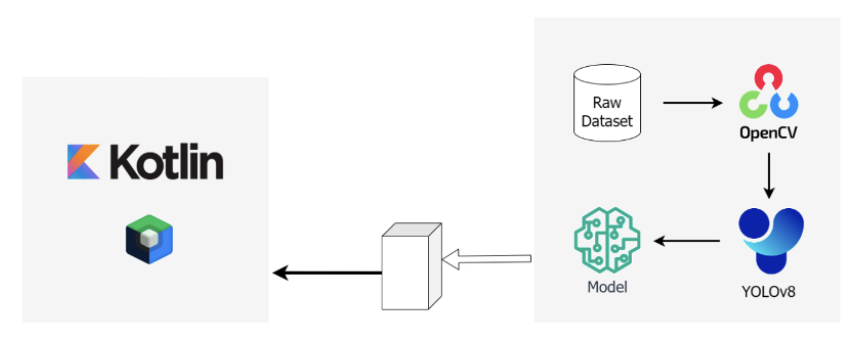 Kotlin
Raw
Dataset
OpenCV
Model
YOLOv8